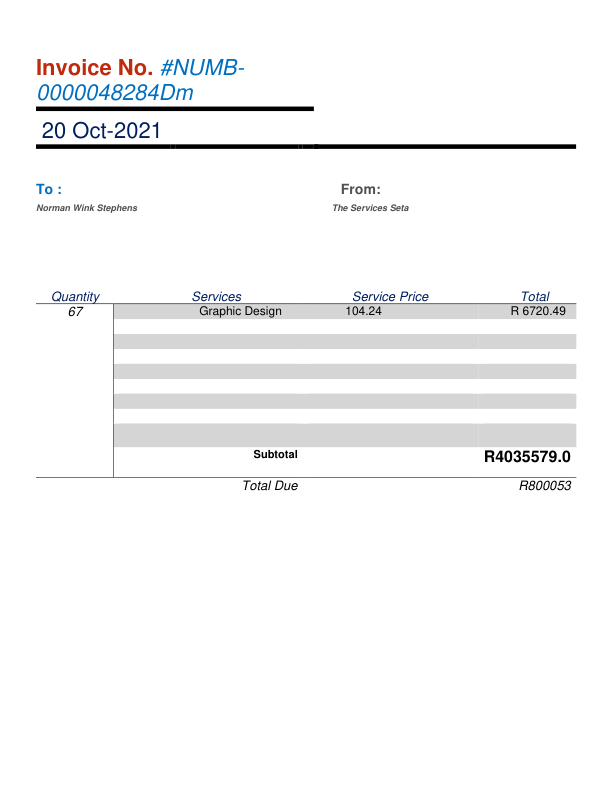 Invoice No. #NUMB-
0000048284Dm
20 Oct-2021
To : From:
Norman Wink Stephens The Services Seta
Quantity Services Service Price Total
67 Graphic Design 104.24 R 6720.49
Subtotal R4035579.0
Total Due R800053